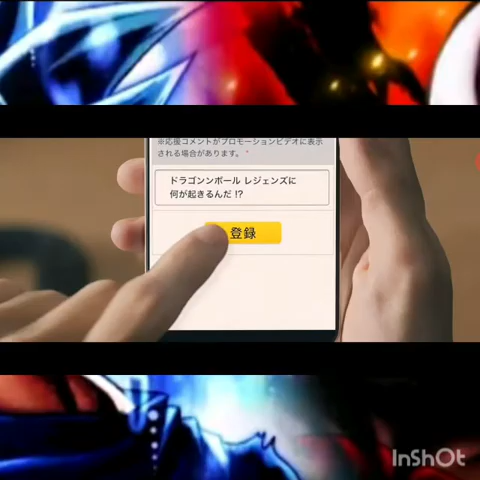 ※応援コメントがプロモーションビデオに表示
される場合があります。*
ドラゴンンボール レジェンズに
何が起きるんだ !?
登録
InShOt